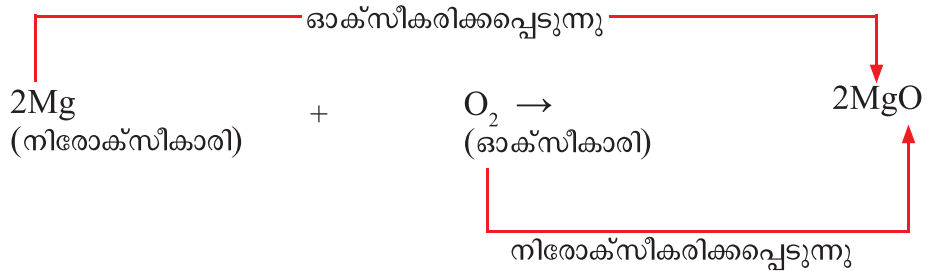 ഓക്സീകരിക്കപ്പെടുന്നു
2Mg + O₂ → 2MgO
(നിരോക്സീകാരി) (ഓക്സീകാരി)
നിരോക്സീകരിക്കപ്പെടുന്നു